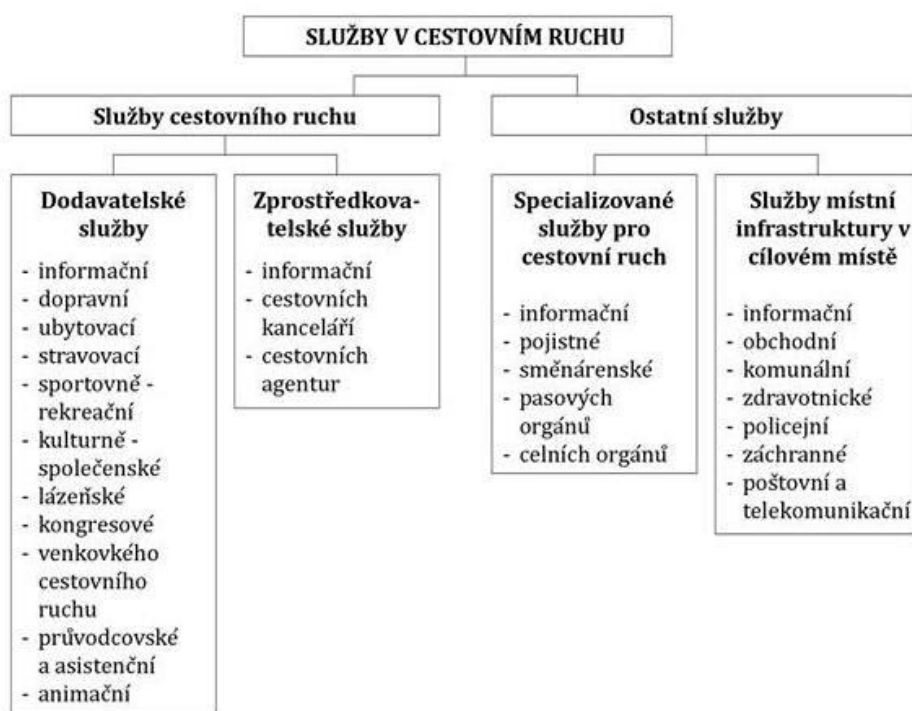 SLUŽBY V CESTOVNÍM RUCHU
Služby cestovního ruchu
Ostatní služby
Dodavatelské
služby
- informační
- dopravní
- ubytovací
- stravovací
- sportovně -
rekreační
- kulturně -
společenské
- lázeňské
- kongresové
- venkovkého
cestovního
ruchu
- průvodcovské
a asistenční
- animační
Zprostředkova-
telské služby
- informační
- cestovních
kanceláří
- cestovních
agentur
Specializované
služby pro
cestovní ruch
- informační
- pojistné
- směnárenské
- pasových
orgánů
- celních orgánů
Služby místní
infrastruktury v
cílovém místě
- informační
- obchodní
- komunální
- zdravotnické
- policejní
- záchranné
- poštovní a
telekomunikační